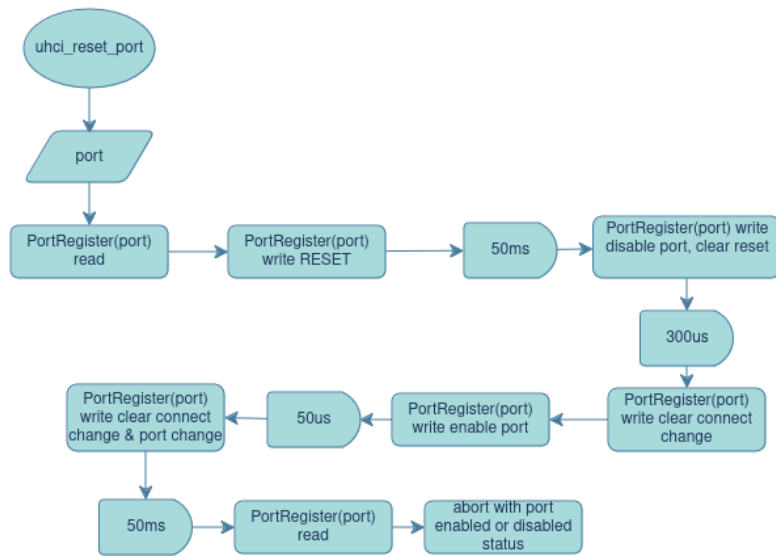 uhci_reset_port
port
PortRegister(port)
read
PortRegister(port)
write RESET
50ms
PortRegister(port) write
disable port, clear reset
300us
PortRegister(port)
write clear connect
change
PortRegister(port)
write enable port
50us
PortRegister(port)
write clear connect
change & port change
50ms
PortRegister(port)
read
abort with port
enabled or disabled
status